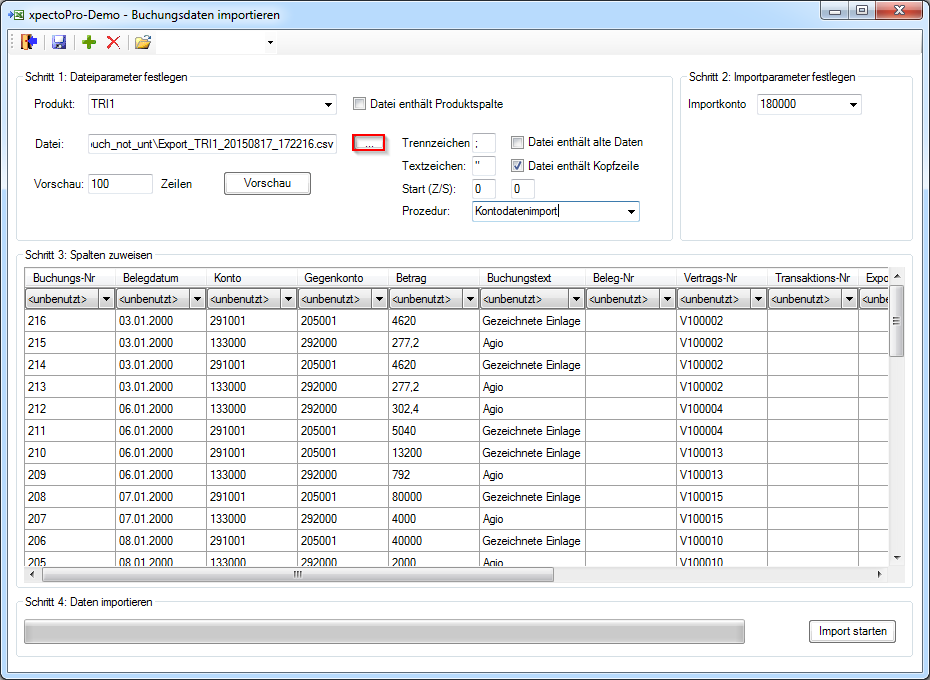 xpectoPro-Demo - Buchungsdaten importieren
Schritt 1: Dateiparameter festlegen
Produkt: TRI1 Datei enthält Produktspalte
Datei: uch_not_unt\Export_TRI1_20150817_172216.csv ... Trennzeichen ; Datei enthält alte Daten
Textzeichen: " Datei enthält Kopfzeile
Vorschau: 100 Zeilen Vorschau Start (Z/S): 0 0
Prozedur: Kontodatenimport
Schritt 2: Importparameter festlegen
Importkonto 180000
Schritt 3: Spalten zuweisen
Buchungs-Nr Belegdatum Konto Gegenkonto Betrag Buchungstext Beleg-Nr Vertrags-Nr Transaktions-Nr Expo
<unbenutzt> <unbenutzt> <unbenutzt> <unbenutzt> <unbenutzt> <unbenutzt> <unbenutzt> <unbenutzt> <unbenutzt> <unbe
216 03.01.2000 291001 205001 4620 Gezeichnete Einlage V100002
215 03.01.2000 133000 292000 277,2 Agio V100002
214 03.01.2000 291001 205001 4620 Gezeichnete Einlage V100002
213 03.01.2000 133000 292000 277,2 Agio V100002
212 06.01.2000 133000 292000 302,4 Agio V100004
211 06.01.2000 291001 205001 5040 Gezeichnete Einlage V100004
210 06.01.2000 291001 205001 13200 Gezeichnete Einlage V100013
209 06.01.2000 133000 292000 792 Agio V100013
208 07.01.2000 291001 205001 80000 Gezeichnete Einlage V100015
207 07.01.2000 133000 292000 4000 Agio V100015
206 08.01.2000 291001 205001 40000 Gezeichnete Einlage V100010
205 08.01.2000 133000 292000 2000 Agio V100010
Schritt 4: Daten importieren
Import starten